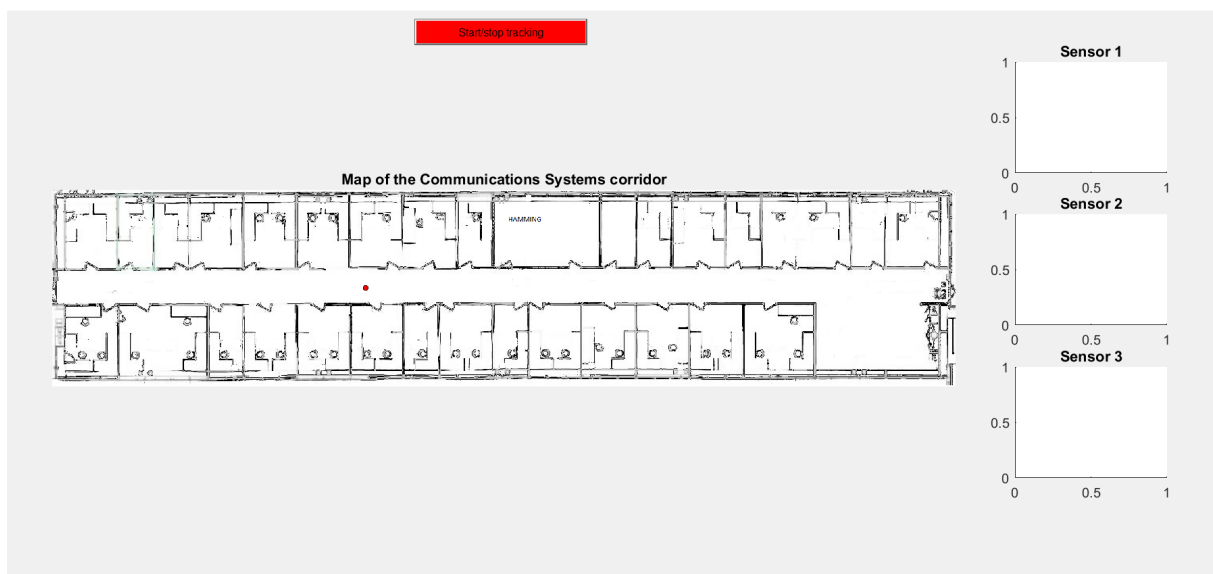 Start/stop tracking
Map of the Communications Systems corridor
HAMMING
Sensor 1
1
0.5
0
0 0.5 1
Sensor 2
1
0.5
0
0 0.5 1
Sensor 3
1
0.5
0
0 0.5 1